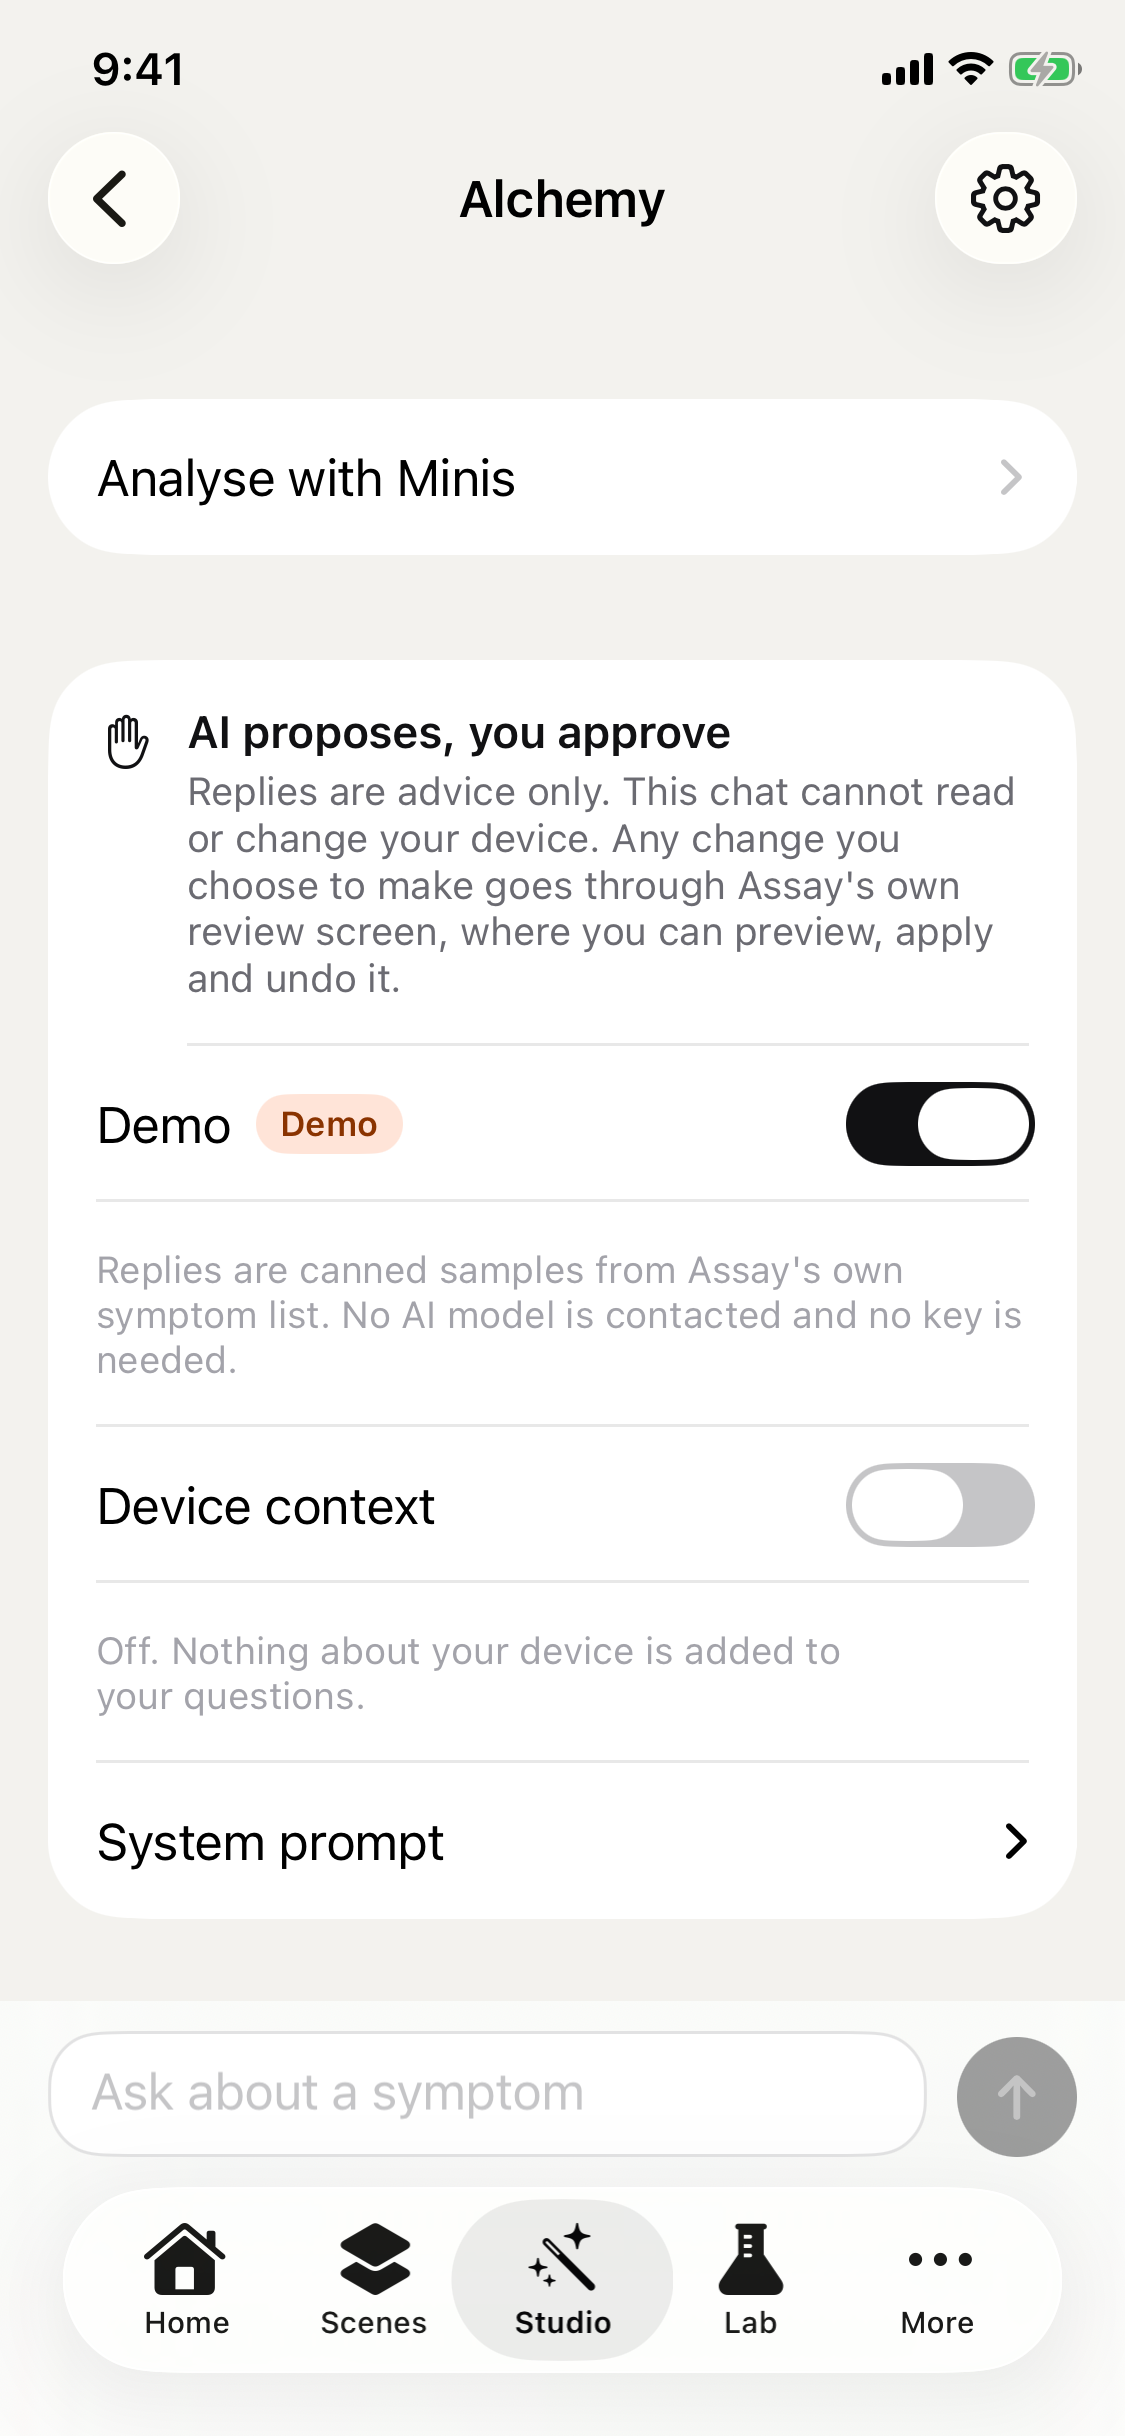 9:41
Alchemy
Analyse with Minis
AI proposes, you approve
Replies are advice only. This chat cannot read
or change your device. Any change you
choose to make goes through Assay's own
review screen, where you can preview, apply
and undo it.
Demo Demo
Replies are canned samples from Assay's own
symptom list. No AI model is contacted and no key is
needed.
Device context
Off. Nothing about your device is added to
your questions.
System prompt
Ask about a symptom
Home Scenes Studio Lab More